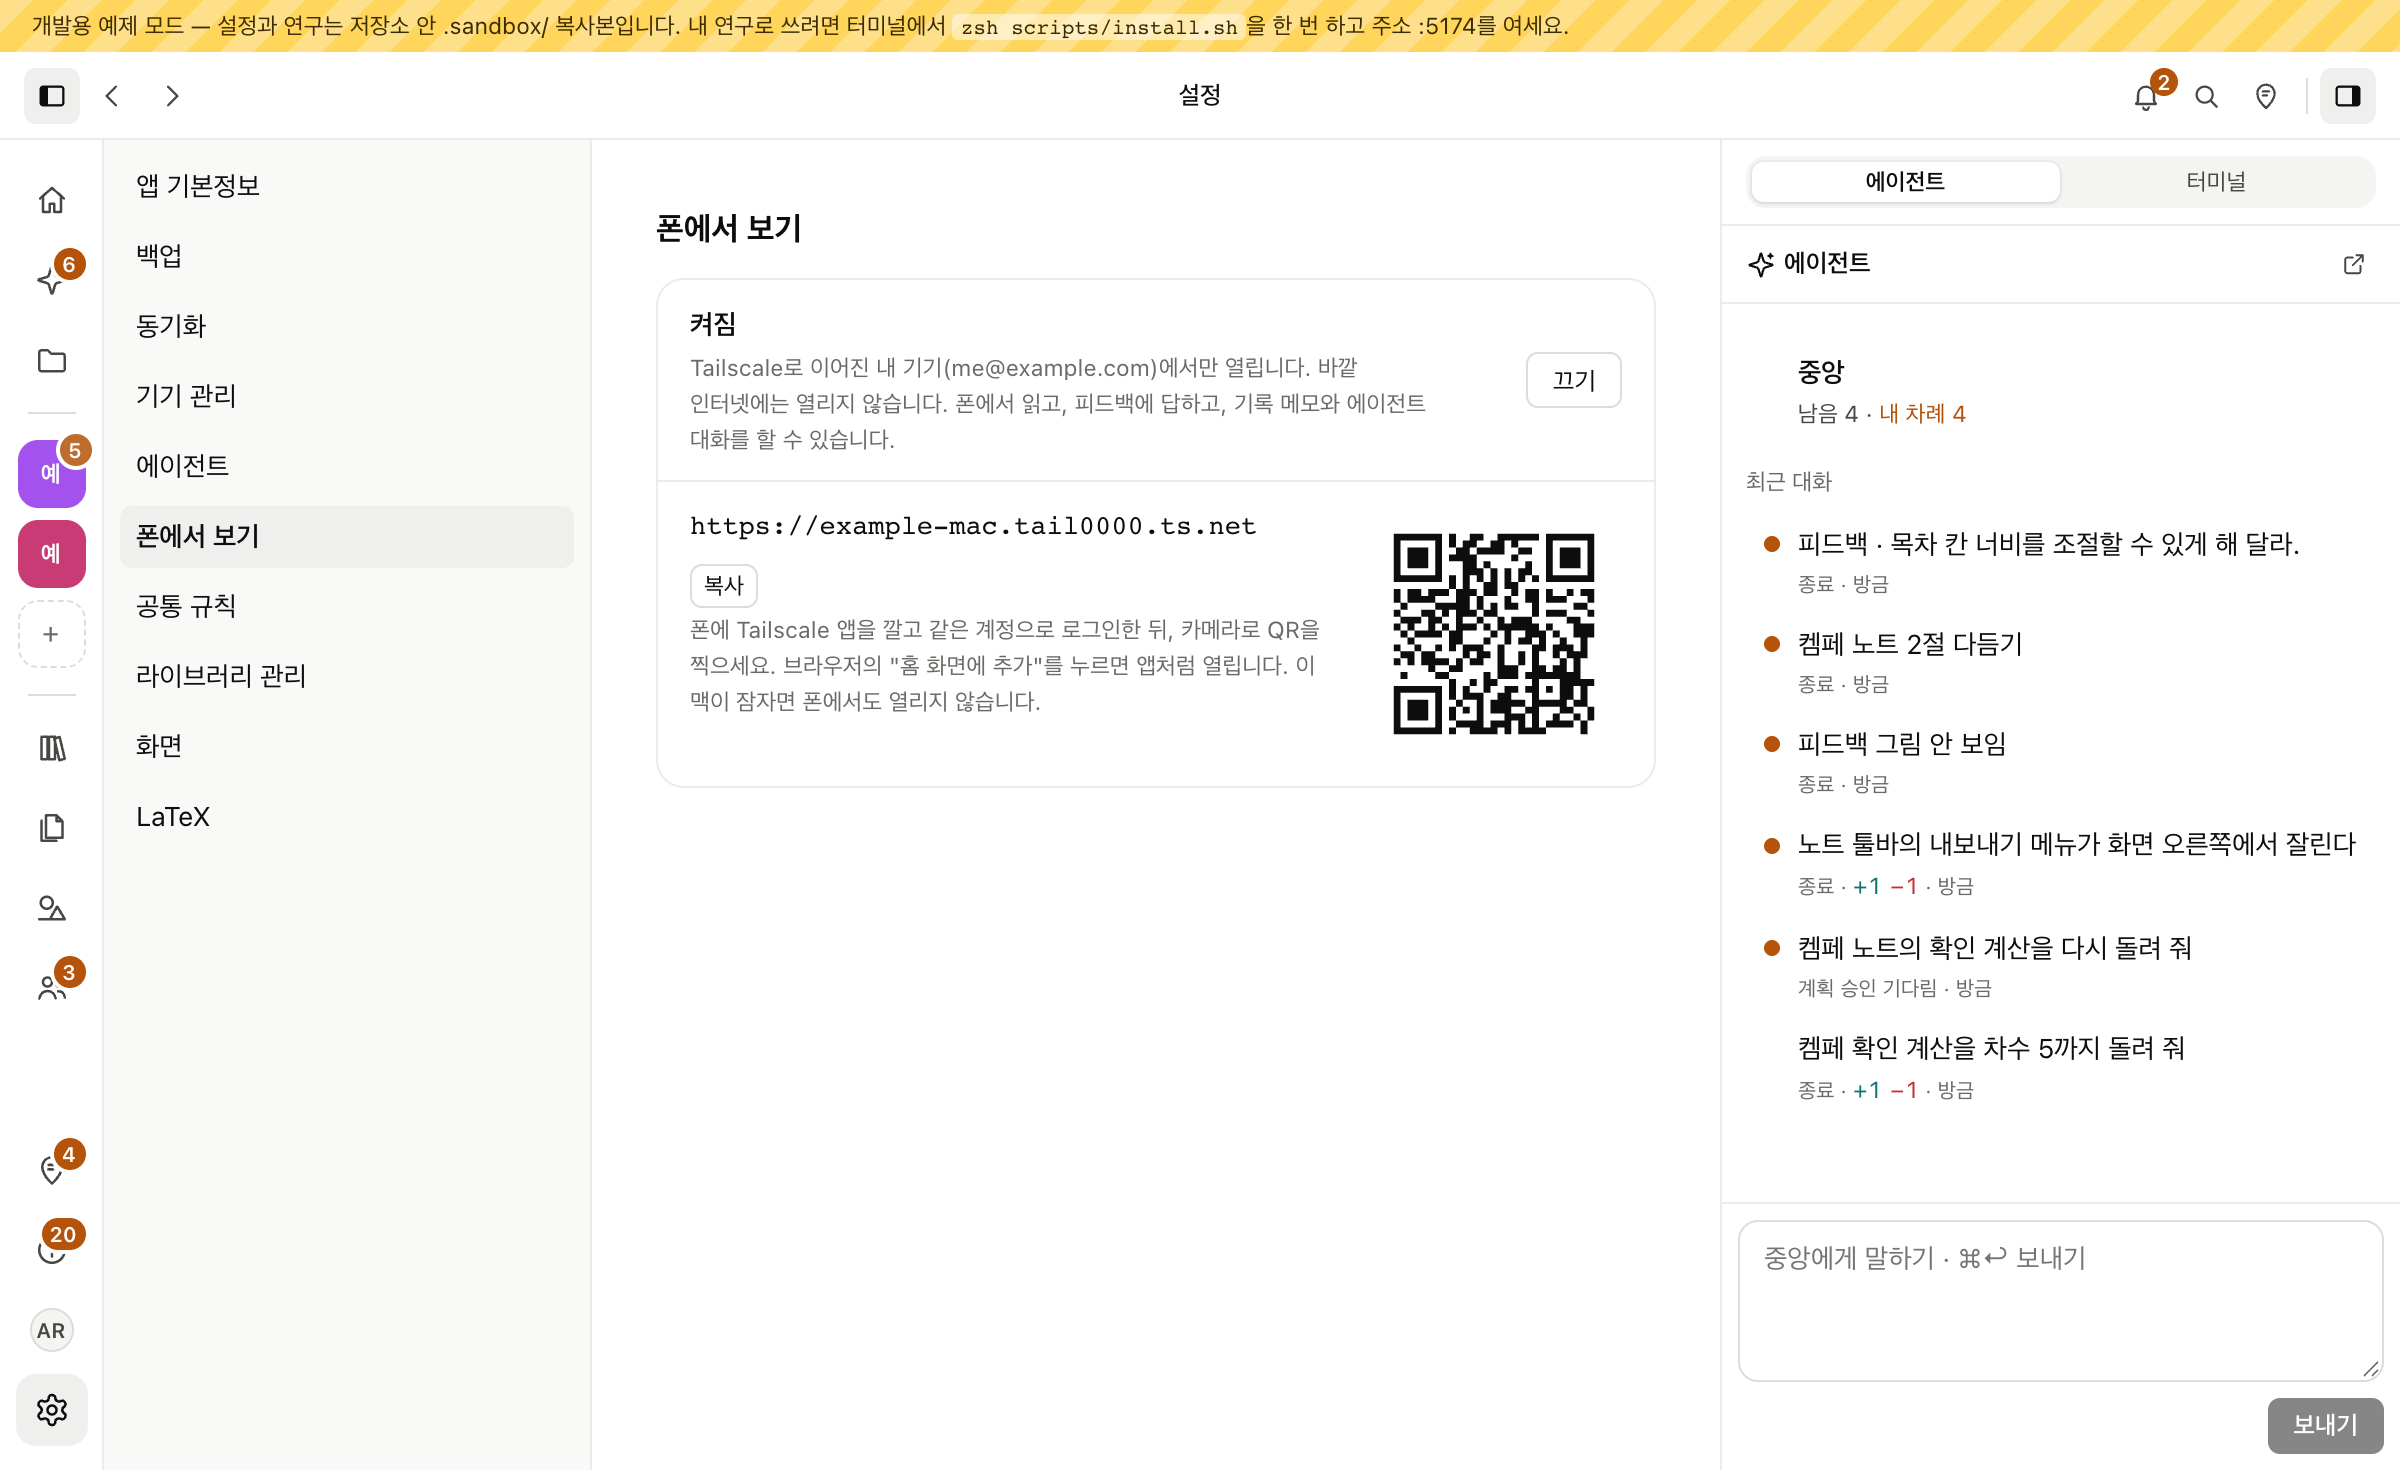 개발용 예제 모드 — 설정과 연구는 저장소 안 .sandbox/ 복사본입니다. 내 연구로 쓰려면 터미널에서 zsh scripts/install.sh을 한 번 하고 주소 :5174를 여세요.
설정
2
6
5
예
예
+
3
4
20
AR
앱 기본정보
백업
동기화
기기 관리
에이전트
폰에서 보기
공통 규칙
라이브러리 관리
화면
LaTeX
폰에서 보기
켜짐
Tailscale로 이어진 내 기기(me@example.com)에서만 열립니다. 바깥
인터넷에는 열리지 않습니다. 폰에서 읽고, 피드백에 답하고, 기록 메모와 에이전트
대화를 할 수 있습니다.
끄기
https://example-mac.tail0000.ts.net
복사
폰에 Tailscale 앱을 깔고 같은 계정으로 로그인한 뒤, 카메라로 QR을
찍으세요. 브라우저의 "홈 화면에 추가"를 누르면 앱처럼 열립니다. 이
맥이 잠자면 폰에서도 열리지 않습니다.
에이전트
터미널
에이전트
중앙
남음 4 · 내 차례 4
최근 대화
피드백 · 목차 칸 너비를 조절할 수 있게 해 달라.
종료 · 방금
켐페 노트 2절 다듬기
종료 · 방금
피드백 그림 안 보임
종료 · 방금
노트 툴바의 내보내기 메뉴가 화면 오른쪽에서 잘린다
종료 · +1 −1 · 방금
켐페 노트의 확인 계산을 다시 돌려 줘
계획 승인 기다림 · 방금
켐페 확인 계산을 차수 5까지 돌려 줘
종료 · +1 −1 · 방금
중앙에게 말하기 · ⌘↩ 보내기
보내기